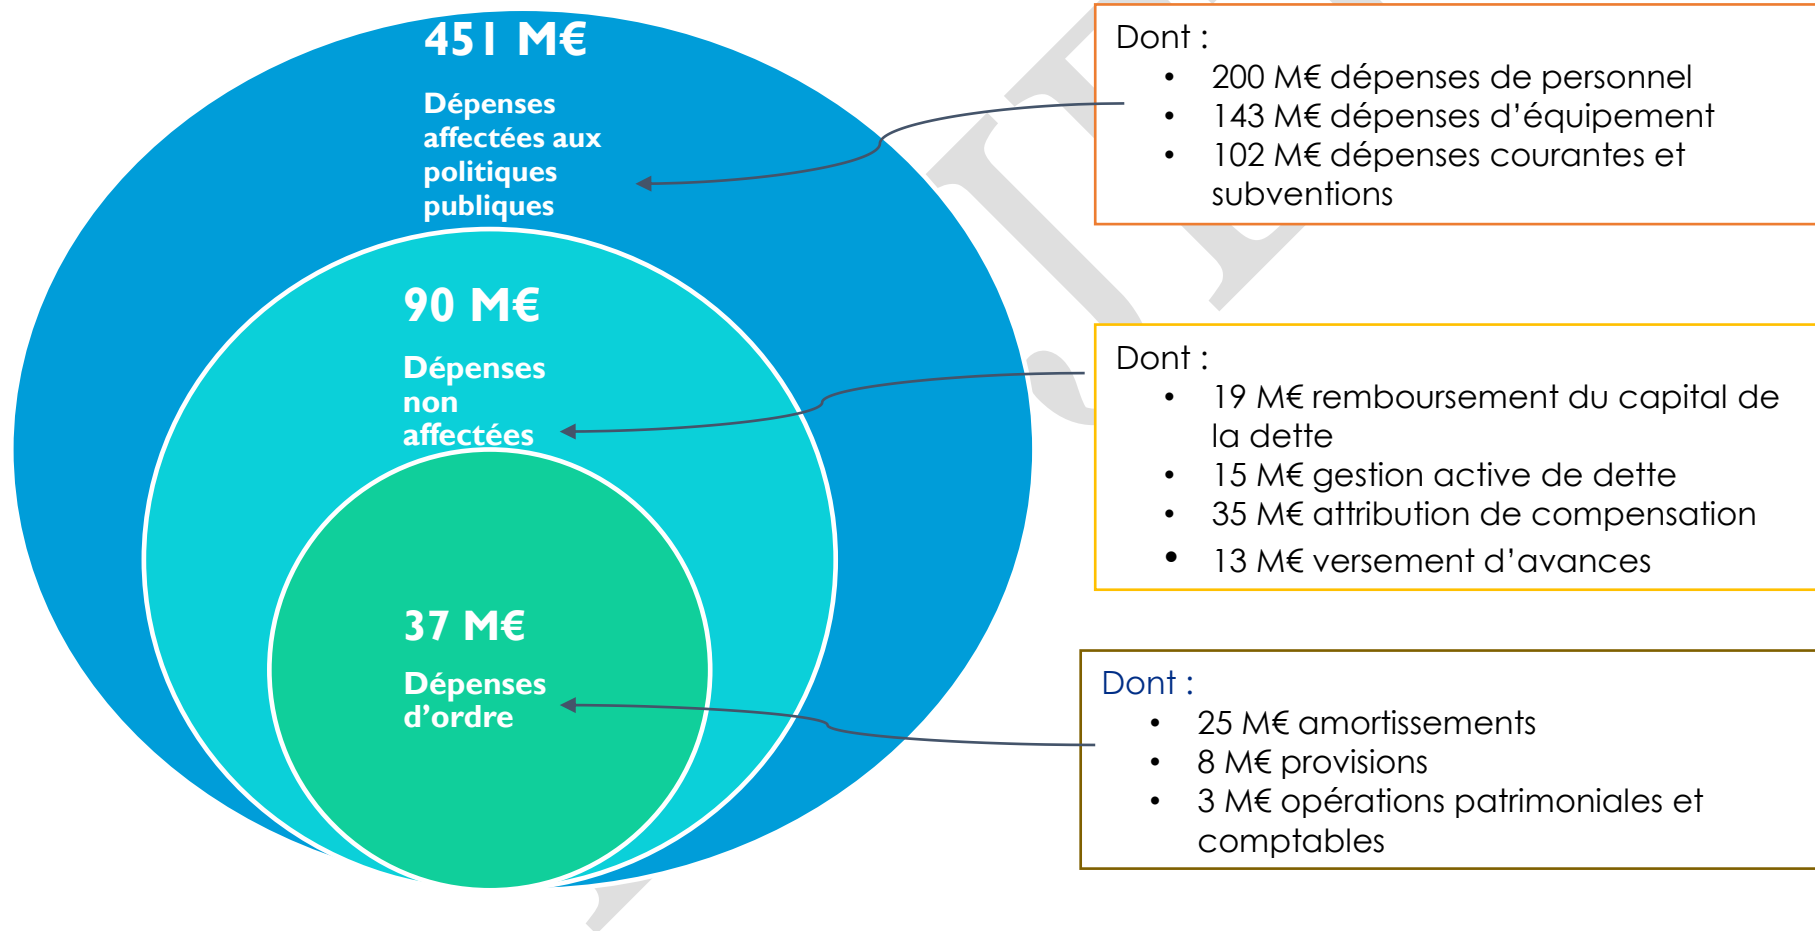 451 M€
Dépenses
affectées aux
politiques
publiques
90 M€
Dépenses
non
affectées
37 M€
Dépenses
d’ordre
Dont :
• 200 M€ dépenses de personnel
• 143 M€ dépenses d’équipement
• 102 M€ dépenses courantes et
subventions
Dont :
• 19 M€ remboursement du capital de
la dette
• 15 M€ gestion active de dette
• 35 M€ attribution de compensation
• 13 M€ versement d’avances
Dont :
• 25 M€ amortissements
• 8 M€ provisions
• 3 M€ opérations patrimoniales et
comptables